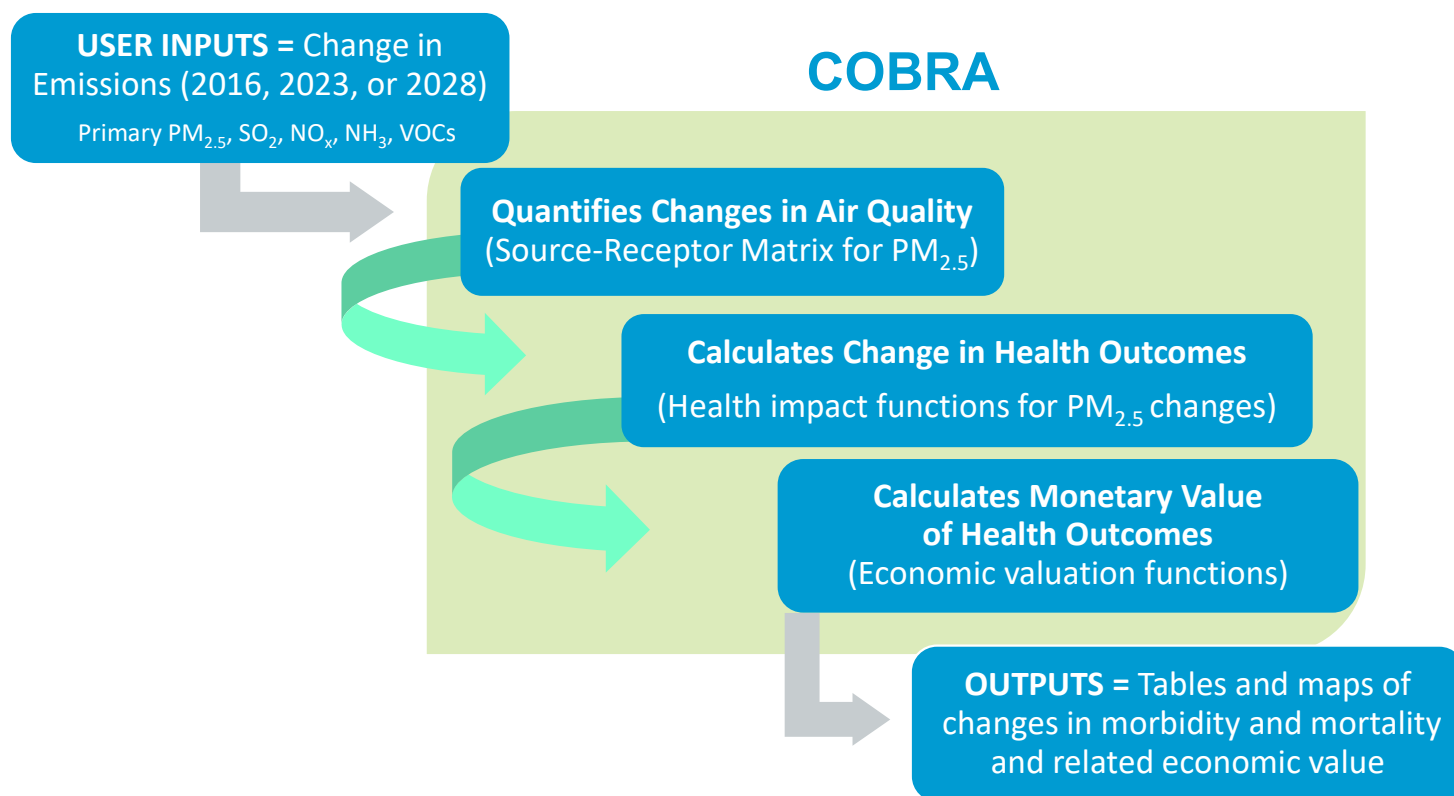 USER INPUTS = Change in
Emissions (2016, 2023, or 2028)
Primary PM2.5, SO2, NOx, NH3, VOCs
COBRA
Quantifies Changes in Air Quality
(Source-Receptor Matrix for PM2.5)
Calculates Change in Health Outcomes
(Health impact functions for PM2.5 changes)
Calculates Monetary Value
of Health Outcomes
(Economic valuation functions)
OUTPUTS = Tables and maps of
changes in morbidity and mortality
and related economic value